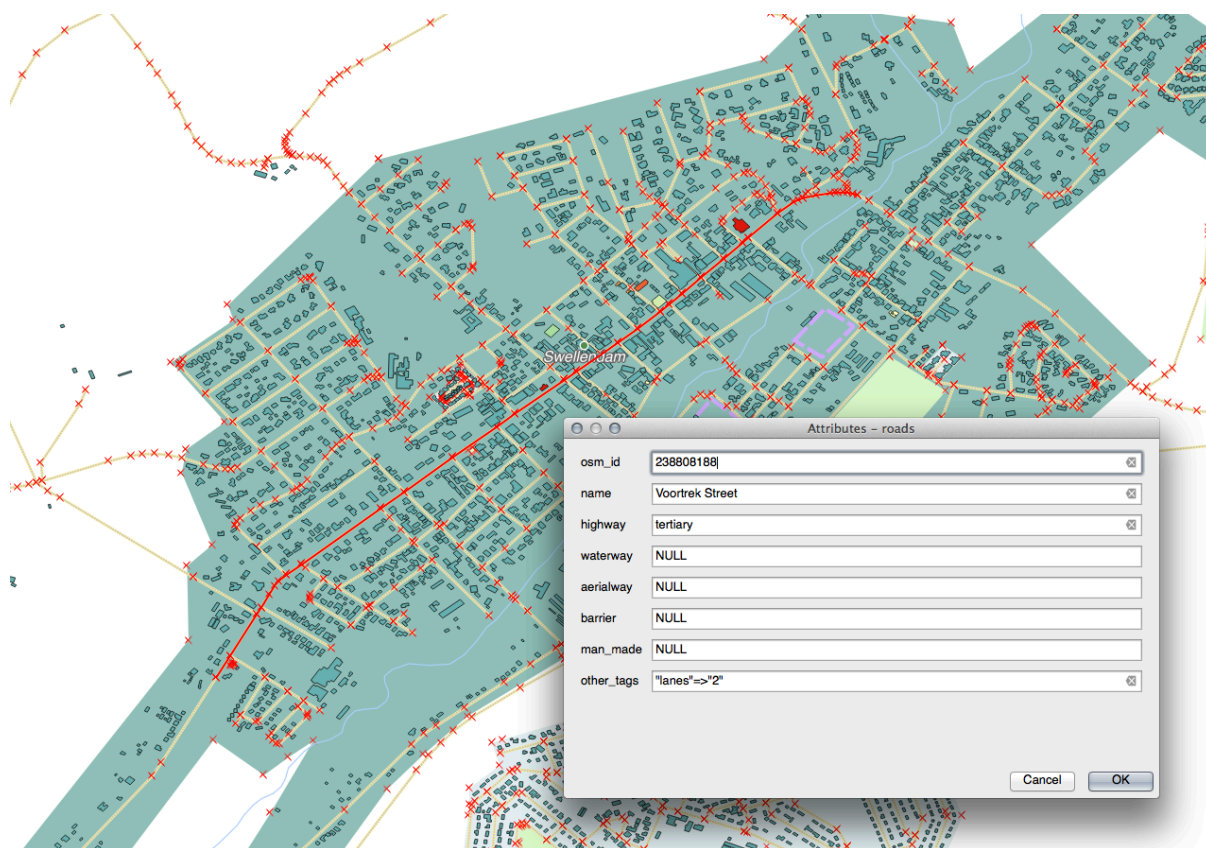 Swellendam
Attributes - roads
osm_id 238808188
name Voortrek Street
highway tertiary
waterway NULL
aerialway NULL
barrier NULL
man_made NULL
other_tags "lanes"=>"2"
Cancel OK